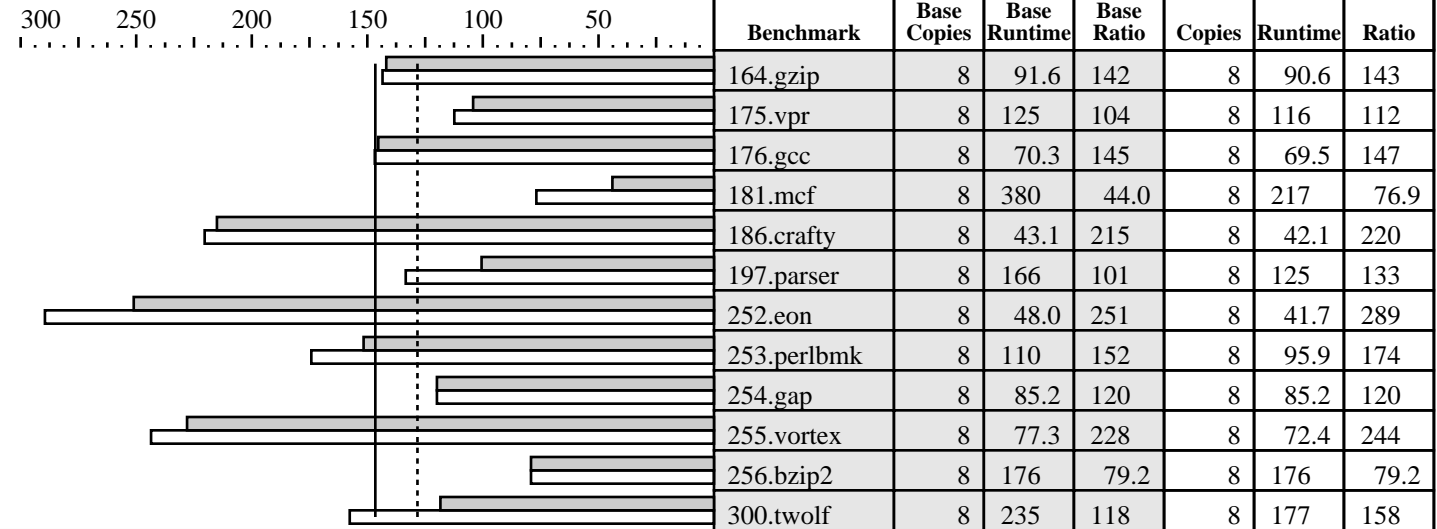 300 250 200 150 100 50
Benchmark Base Copies Base Runtime Base Ratio Copies Runtime Ratio
164.gzip 8 91.6 142 8 90.6 143
175.vpr 8 125 104 8 116 112
176.gcc 8 70.3 145 8 69.5 147
181.mcf 8 380 44.0 8 217 76.9
186.crafty 8 43.1 215 8 42.1 220
197.parser 8 166 101 8 125 133
252.eon 8 48.0 251 8 41.7 289
253.perlbmk 8 110 152 8 95.9 174
254.gap 8 85.2 120 8 85.2 120
255.vortex 8 77.3 228 8 72.4 244
256.bzip2 8 176 79.2 8 176 79.2
300.twolf 8 235 118 8 177 158